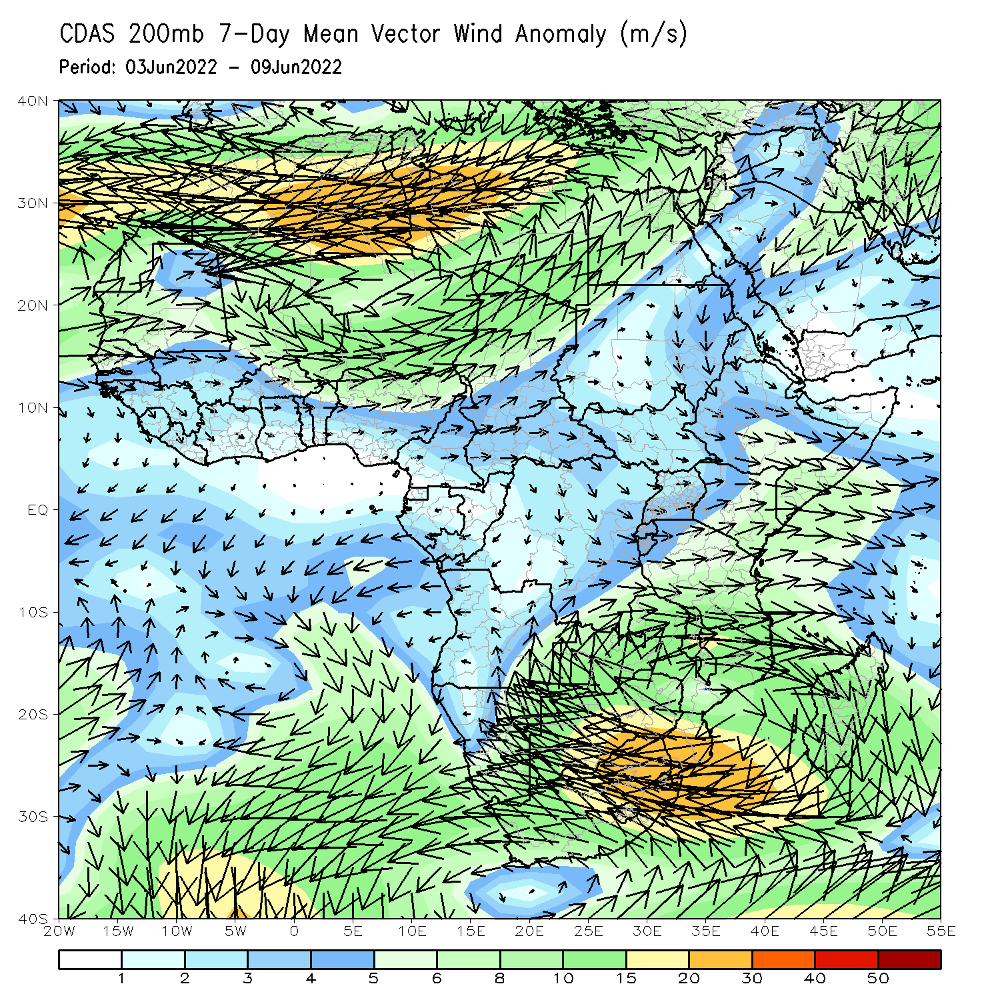 CDAS 200mb 7-Day Mean Vector Wind Anomaly (m/s)
Period: 03Jun2022 - 09Jun2022
40N
30N
20N
10N
EQ
10S
20S
30S
40S
20W 15W 10W 5W 0 5E 10E 15E 20E 25E 30E 35E 40E 45E 50E 55E
1 2 3 4 5 6 8 10 15 20 30 40 50